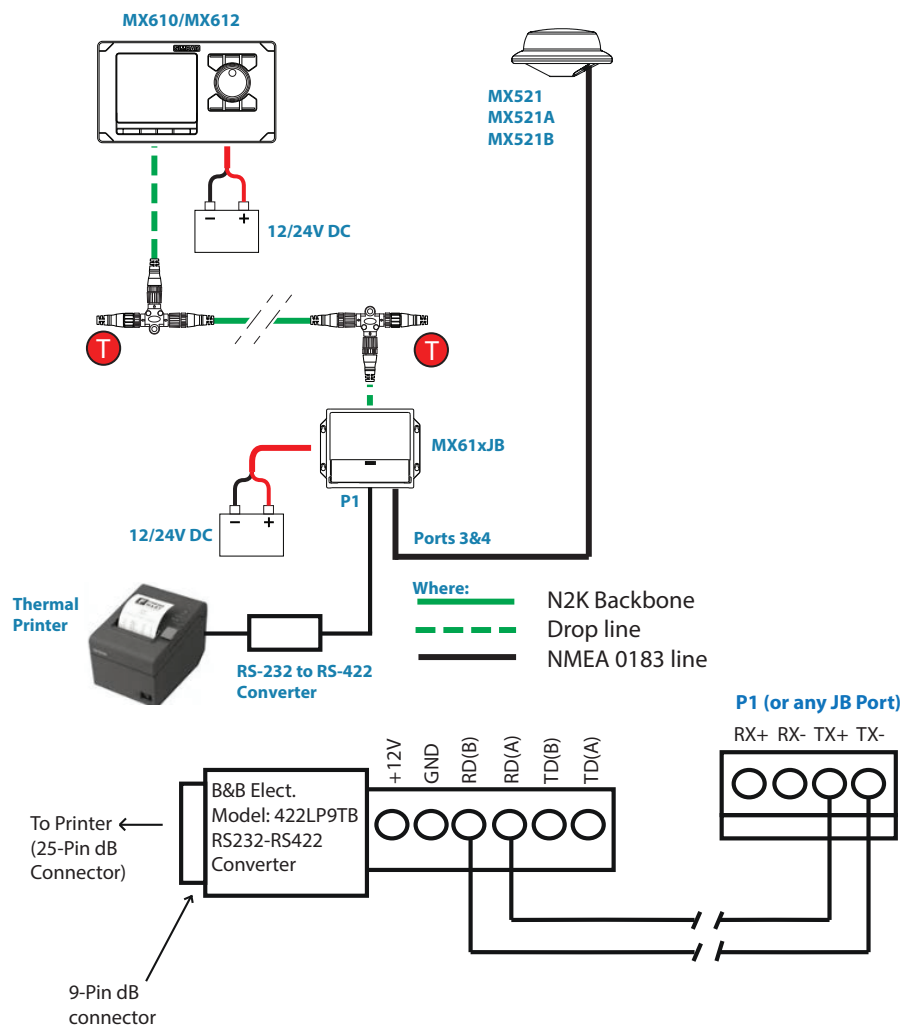 MX610/MX612
MX521
MX521A
MX521B
− +
12/24V DC
T
T
MX61xJB
P1
− +
12/24V DC
Ports 3&4
Thermal
Printer
RS-232 to RS-422
Converter
Where:
N2K Backbone
Drop line
NMEA 0183 line
P1 (or any JB Port)
RX+ RX- TX+ TX-
+12V
GND
RD(B)
RD(A)
TD(B)
TD(A)
B&B Elect.
Model: 422LP9TB
RS232-RS422
Converter
To Printer
(25-Pin dB
Connector)
9-Pin dB
connector